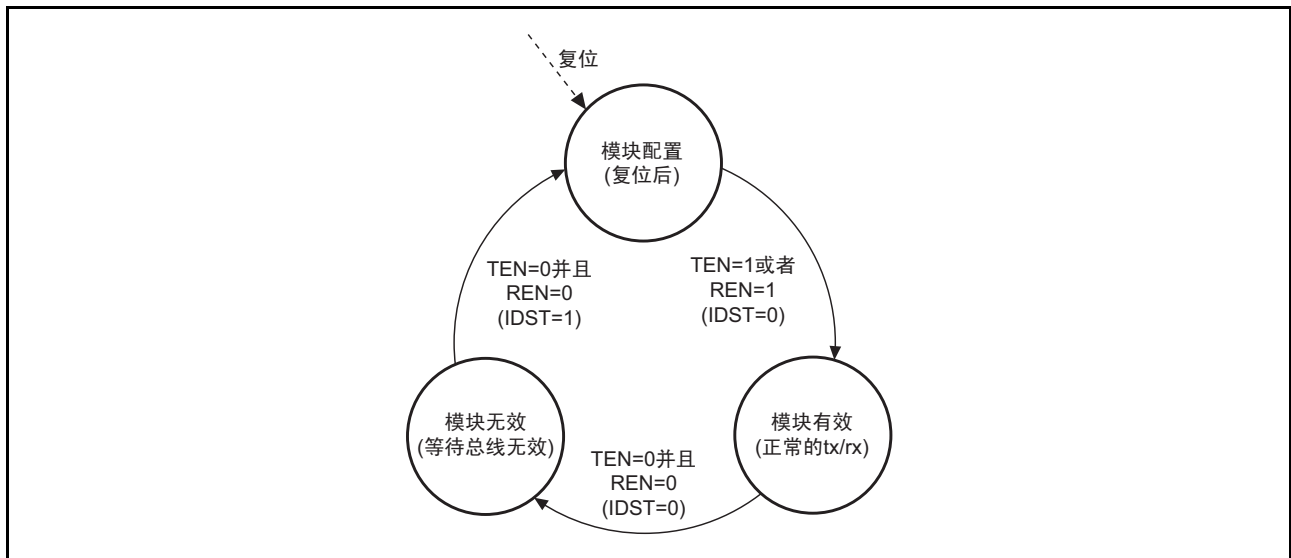 复位
模块配置
(复位后)
TEN=0并且
REN=0
(IDST=1)
TEN=1或者
REN=1
(IDST=0)
模块无效
(等待总线无效)
模块有效
(正常的tx/rx)
TEN=0并且
REN=0
(IDST=0)